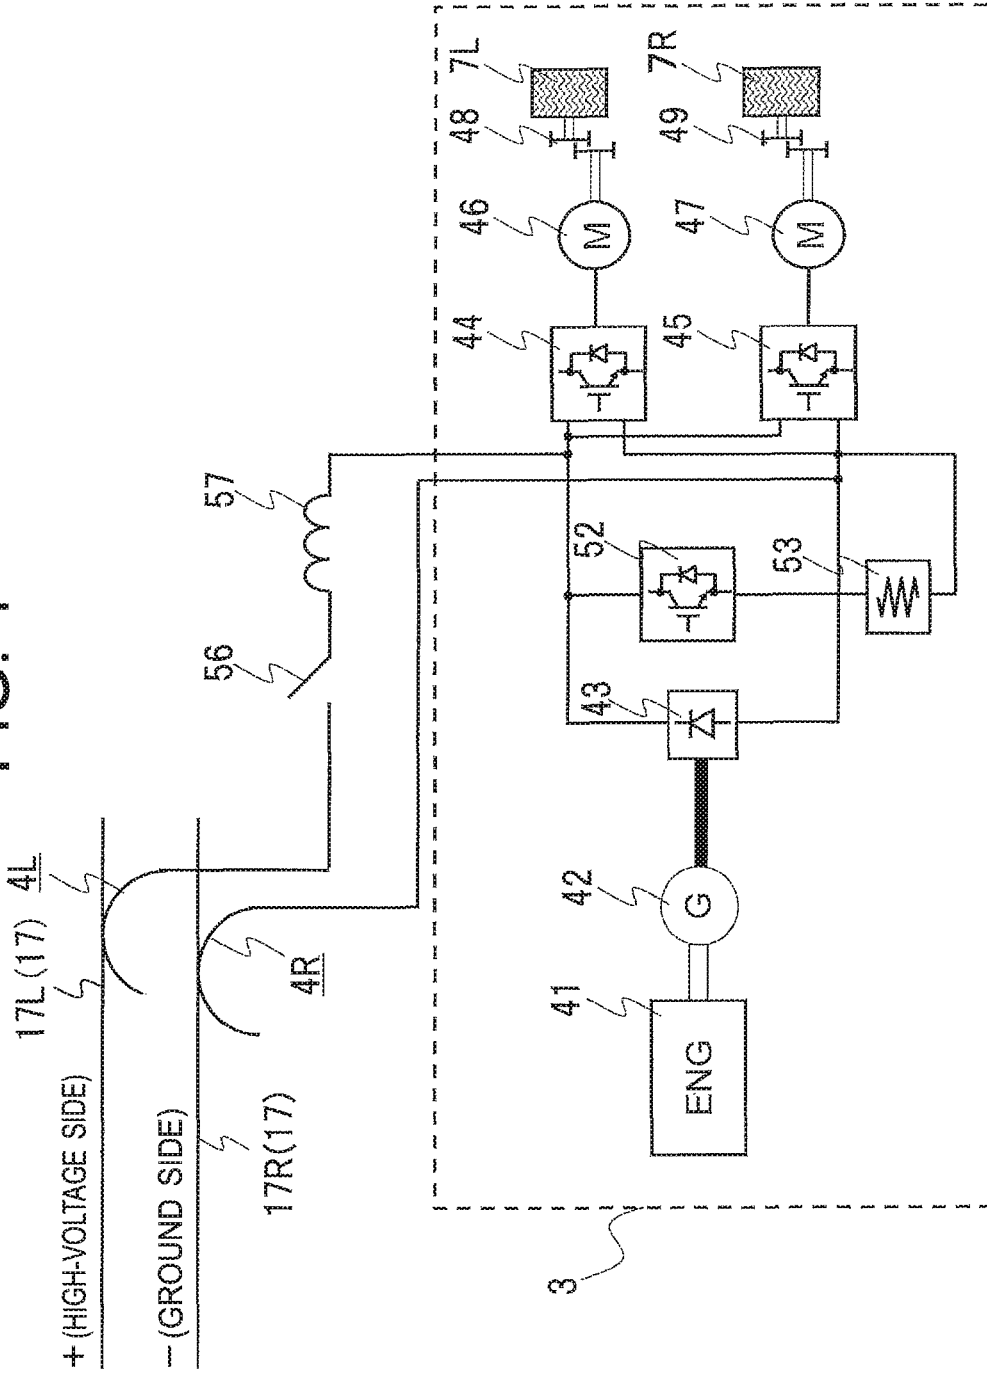 17L(17)
4L
+ (HIGH-VOLTAGE SIDE)
− (GROUND SIDE)
56
57
17R(17)
4R
44
46
48
7L
M
3
41
42
43
52
45
47
49
7R
ENG
G
53
M